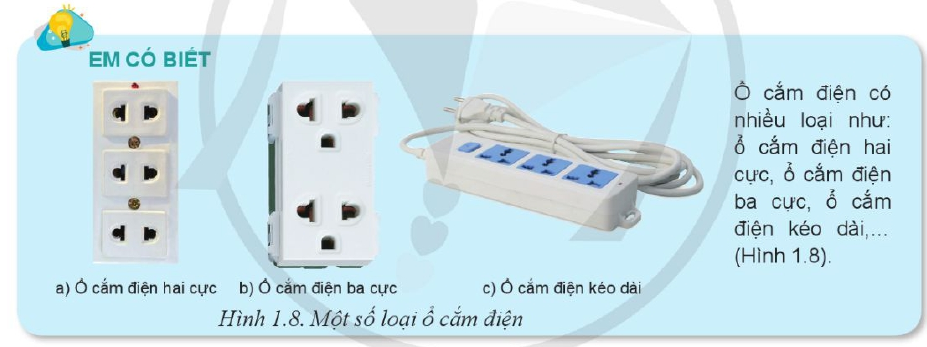 EM CÓ BIẾT
Ổ cắm điện có
nhiều loại như:
ổ cắm điện hai
cực, ổ cắm điện
ba cực, ổ cắm
điện kéo dài,...
(Hình 1.8).
a) Ổ cắm điện hai cực b) Ổ cắm điện ba cực c) Ổ cắm điện kéo dài
Hình 1.8. Một số loại ổ cắm điện